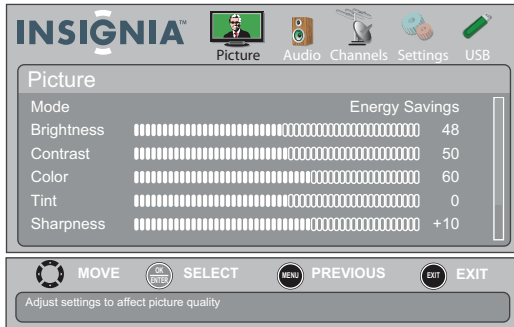 INSIGNIA™
Picture Audio Channels Settings USB
Picture
Mode Energy Savings
Brightness 48
Contrast 50
Color 60
Tint 0
Sharpness +10
MOVE OK ENTER SELECT MENU PREVIOUS EXIT EXIT
Adjust settings to affect picture quality